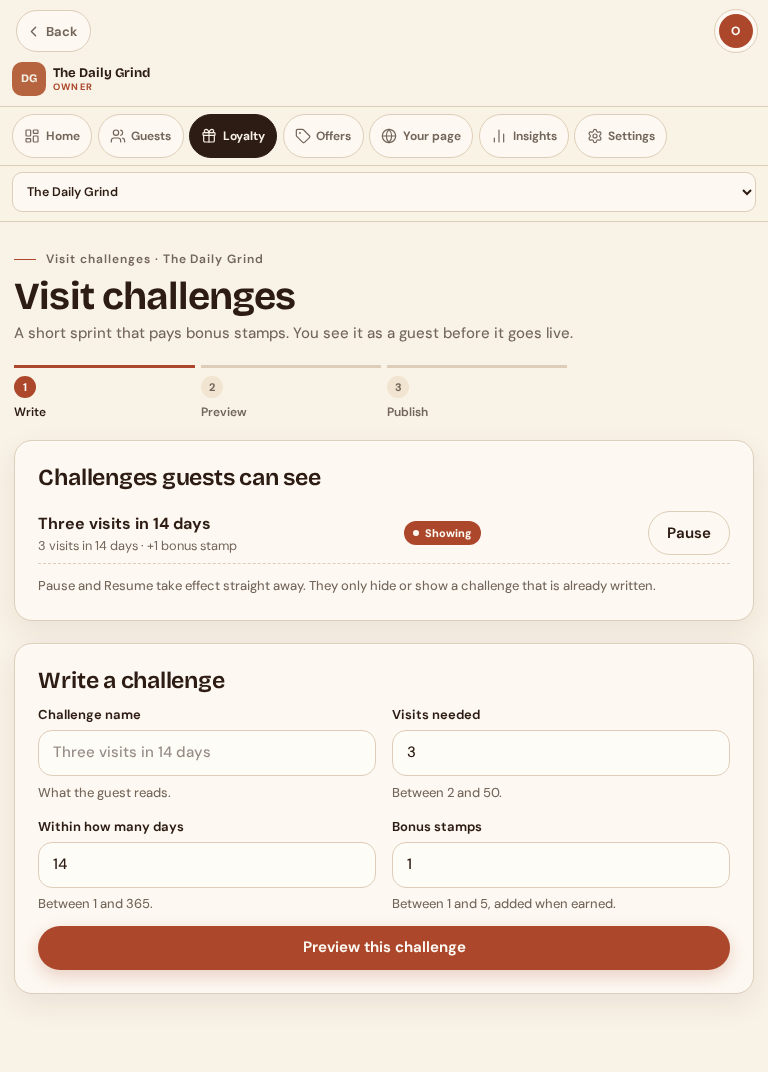 Back
O
DG
The Daily Grind
OWNER
Home
Guests
Loyalty
Offers
Your page
Insights
Settings
The Daily Grind
Visit challenges · The Daily Grind
Visit challenges
A short sprint that pays bonus stamps. You see it as a guest before it goes live.
1
Write
2
Preview
3
Publish
Challenges guests can see
Three visits in 14 days
3 visits in 14 days · +1 bonus stamp
Showing
Pause
Pause and Resume take effect straight away. They only hide or show a challenge that is already written.
Write a challenge
Challenge name
Three visits in 14 days
What the guest reads.
Visits needed
3
Between 2 and 50.
Within how many days
14
Between 1 and 365.
Bonus stamps
1
Between 1 and 5, added when earned.
Preview this challenge